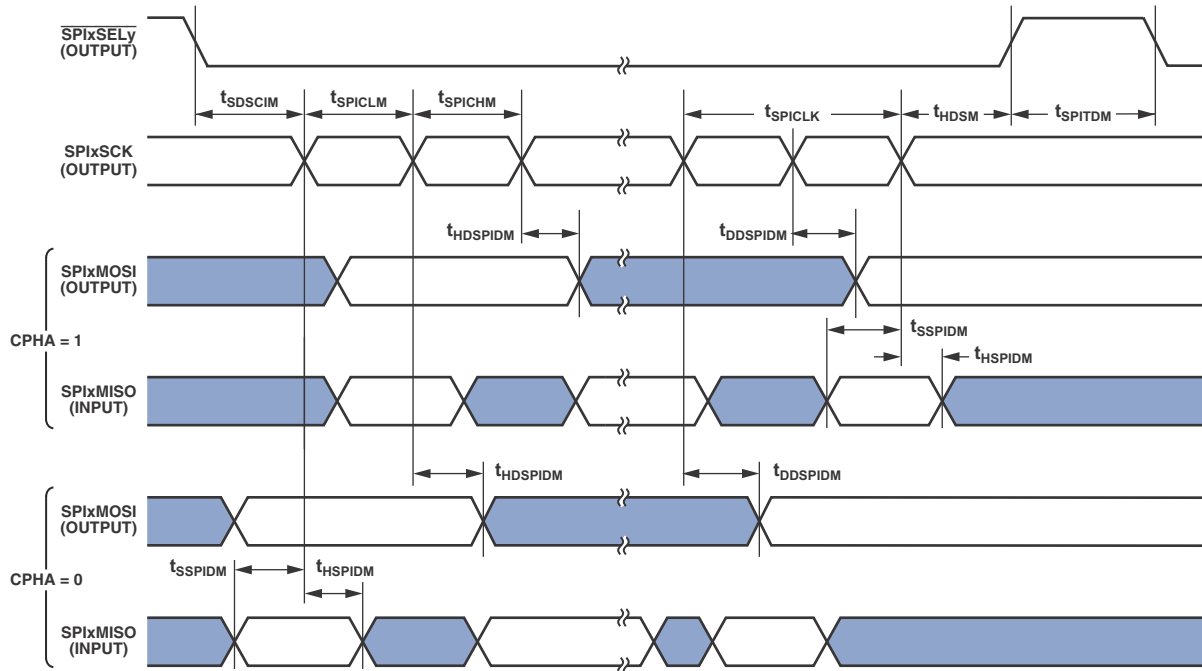 SPIxSELy
(OUTPUT)
tSDSCIM tSPICLM tSPICHM tSPICLK tHDSM tSPITDM
SPIxSCK
(OUTPUT)
tHDSPIDM tDDSPIDM
SPIxMOSI
(OUTPUT)
CPHA = 1
tSSPIDM
tHSPIDM
SPIxMISO
(INPUT)
tHDSPIDM tDDSPIDM
SPIxMOSI
(OUTPUT)
CPHA = 0
tSSPIDM tHSPIDM
SPIxMISO
(INPUT)